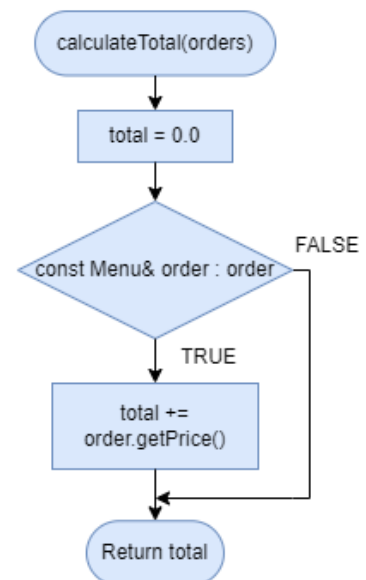 calculateTotal(orders)
total = 0.0
const Menu& order : order
FALSE
TRUE
total +=
order.getPrice()
Return total